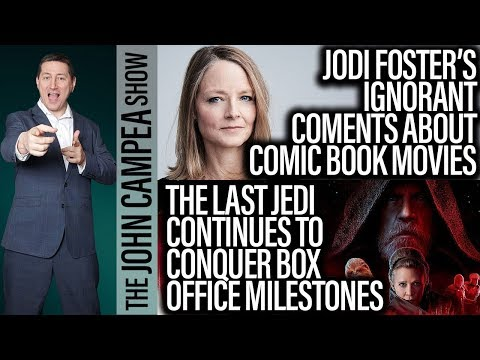 THE JOHN CAMPEA SHOW
JODI FOSTER'S
IGNORANT
COMENTS ABOUT
COMIC BOOK MOVIES
THE LAST JEDI
CONTINUES TO
CONQUER BOX
OFFICE MILESTONES